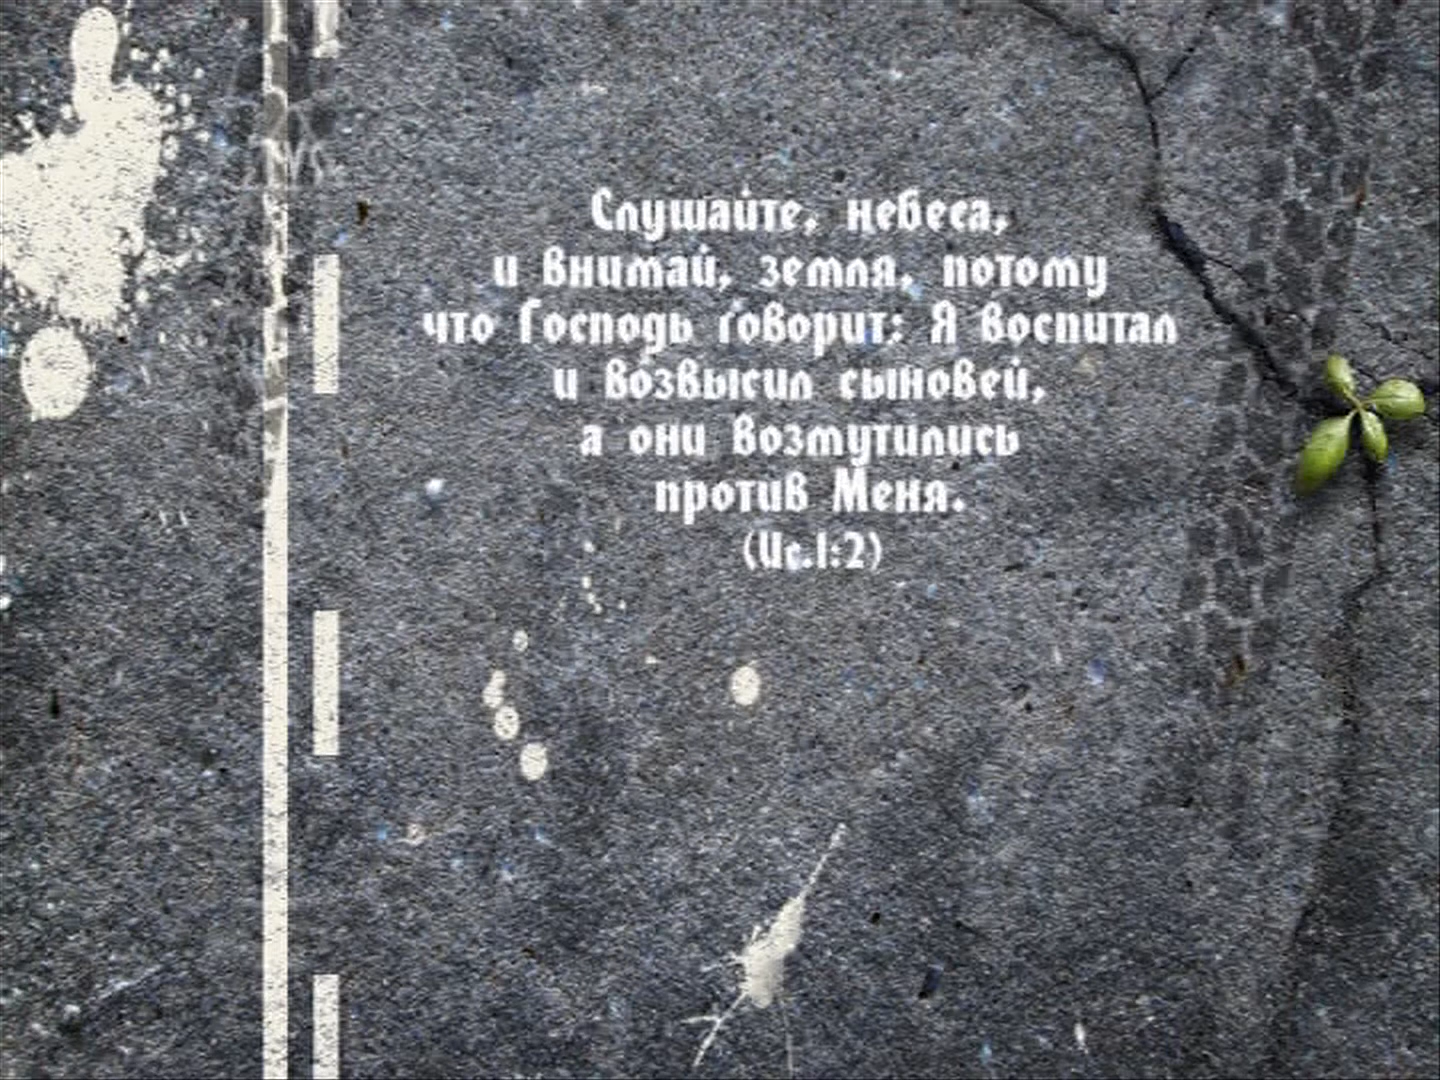 Слушайте, небеса,
и внимай, земля, потому
что Господь говорит: Я воспитал
и возвысил сыновей,
а они возмутились
против Меня.
(Ис.1:2)